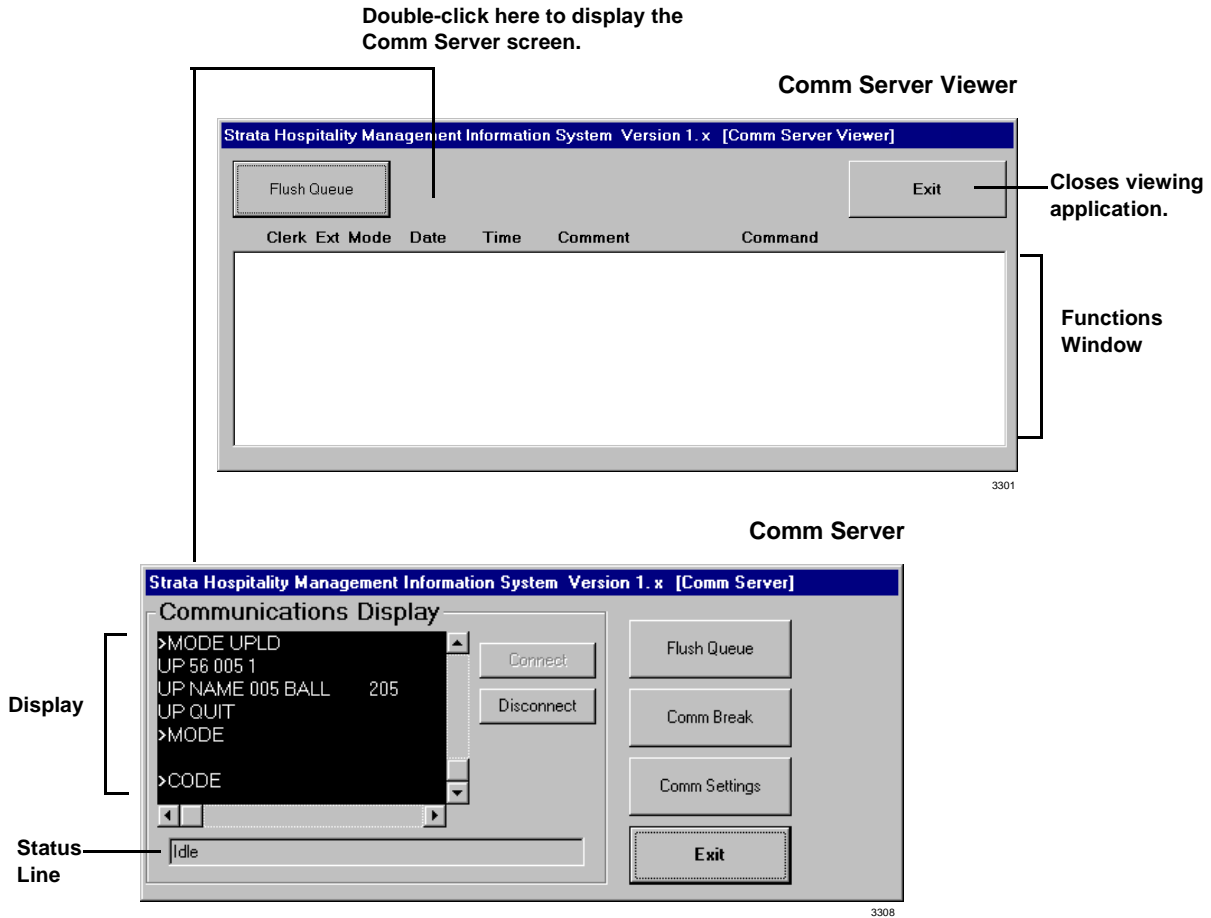 Double-click here to display the
Comm Server screen.
Comm Server Viewer
Strata Hospitality Management Information System Version 1. x [Comm Server Viewer]
Flush Queue
Exit
Closes viewing
application.
Clerk Ext Mode Date Time Comment Command
Functions
Window
3301
Comm Server
Strata Hospitality Management Information System Version 1. x [Comm Server]
Communications Display
>MODE UPLD
UP 56 005 1
UP NAME 005 BALL 205
UP QUIT
>MODE
>CODE
Connect
Disconnect
Flush Queue
Comm Break
Comm Settings
Exit
Display
Status
Line
Idle
3308